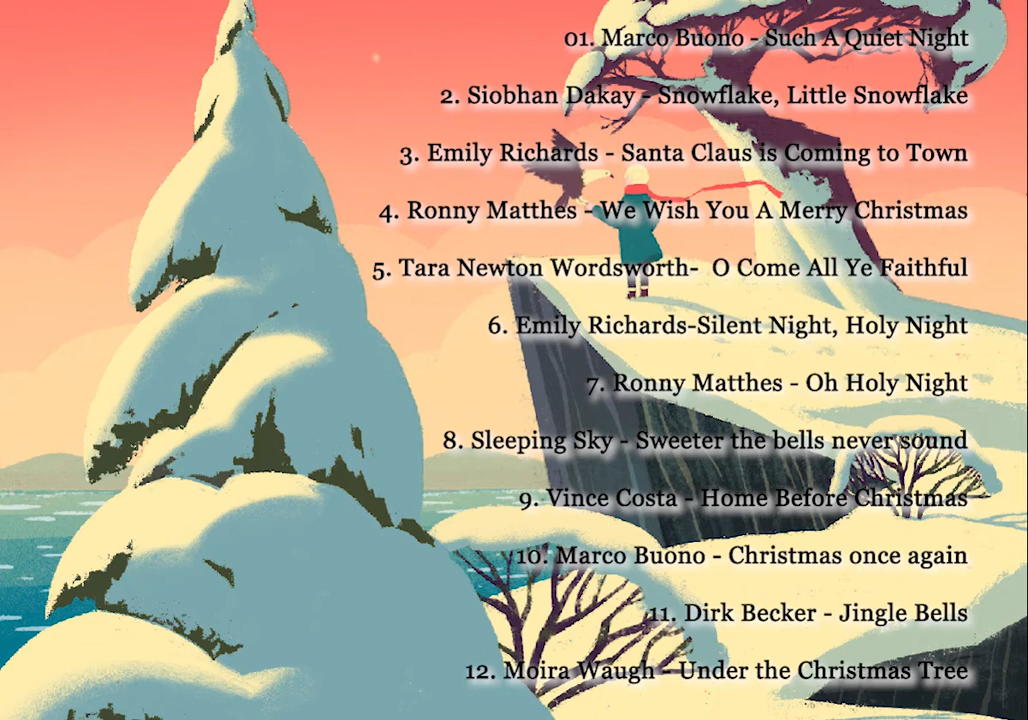 01. Marco Buono - Such A Quiet Night
2. Siobhan Dakay - Snowflake, Little Snowflake
3. Emily Richards - Santa Claus is Coming to Town
4. Ronny Matthes - We Wish You A Merry Christmas
5. Tara Newton Wordsworth-  O Come All Ye Faithful
6. Emily Richards-Silent Night, Holy Night
7. Ronny Matthes - Oh Holy Night
8. Sleeping Sky - Sweeter the bells never sound
9. Vince Costa - Home Before Christmas
10. Marco Buono - Christmas once again
11. Dirk Becker - Jingle Bells
12. Moira Waugh - Under the Christmas Tree